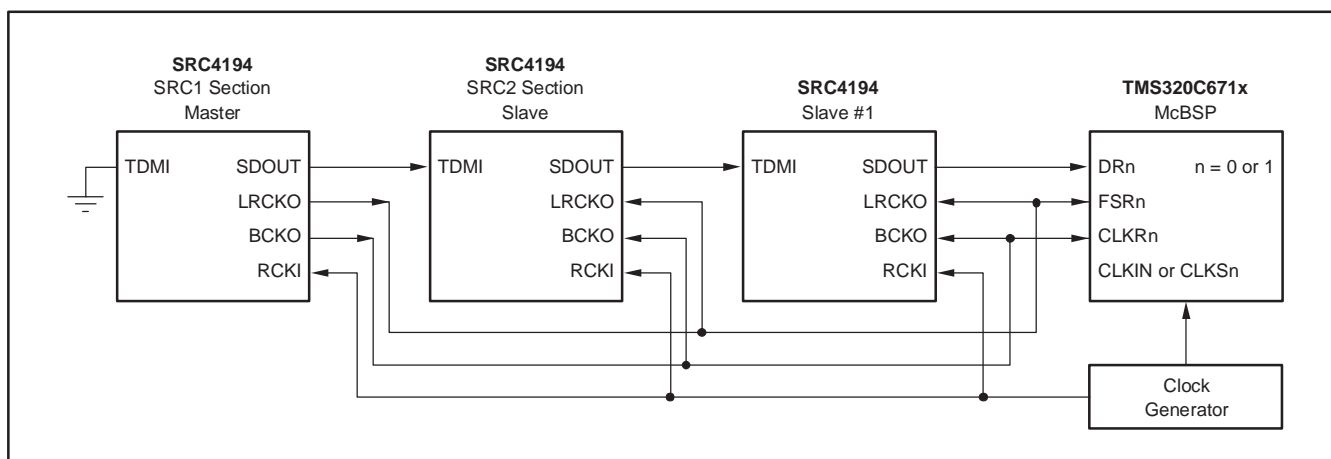 SRC4194
SRC1 Section
Master
SRC4194
SRC2 Section
Slave
SRC4194
Slave #1
TMS320C671x
McBSP
TDMI
SDOUT
LRCKO
BCKO
RCKI
TDMI
SDOUT
LRCKO
BCKO
RCKI
TDMI
SDOUT
LRCKO
BCKO
RCKI
DRn
n = 0 or 1
FSRn
CLKRn
CLKIN or CLKSn
Clock
Generator